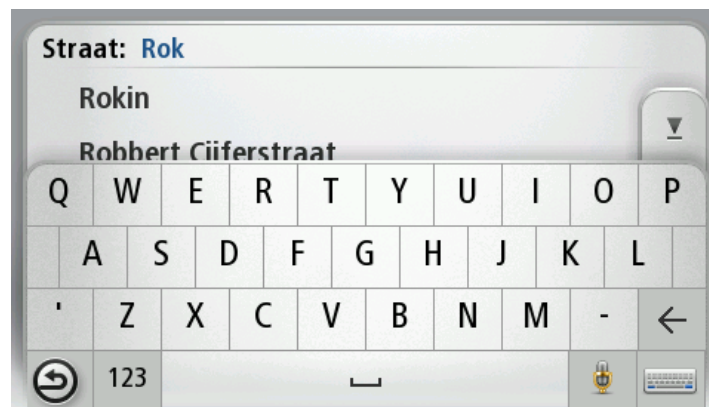 Straat: Rok
Rokin
Robbert Cijferstraat
Q W E R T Y U I O P
A S D F G H J K L
' Z X C V B N M -
123